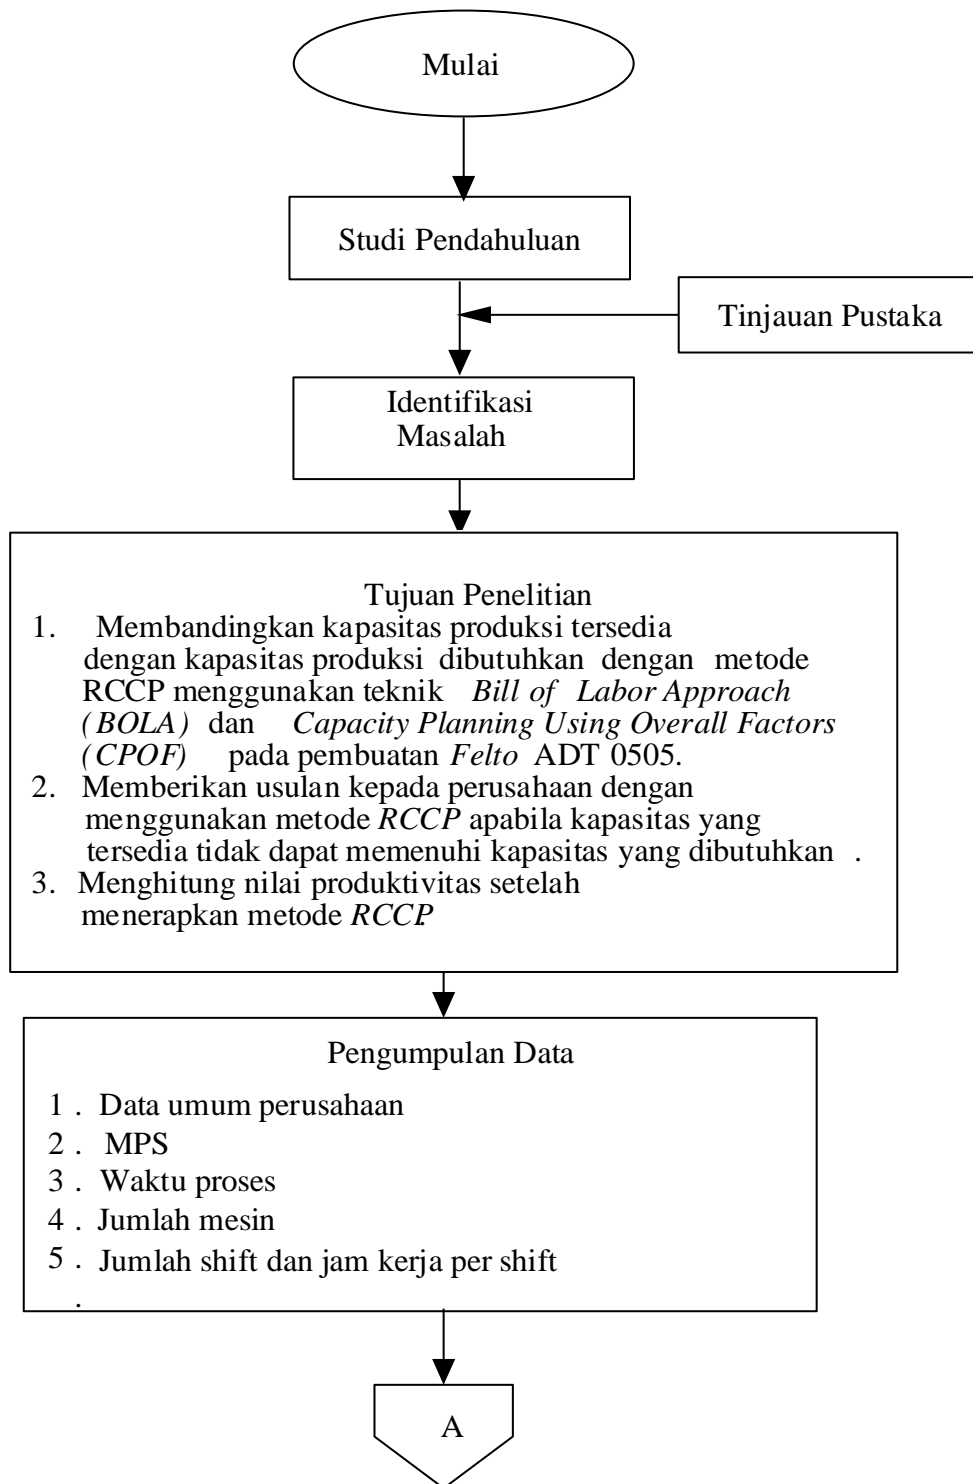 Mulai
Studi Pendahuluan
Tinjauan Pustaka
Identifikasi
Masalah
Tujuan Penelitian
1. Membandingkan kapasitas produksi tersedia
dengan kapasitas produksi dibutuhkan dengan metode
RCCP menggunakan teknik Bill of Labor Approach
(BOLA) dan Capacity Planning Using Overall Factors
(CPOF) pada pembuatan Felto ADT 0505.
2. Memberikan usulan kepada perusahaan dengan
menggunakan metode RCCP apabila kapasitas yang
tersedia tidak dapat memenuhi kapasitas yang dibutuhkan .
3. Menghitung nilai produktivitas setelah
menerapkan metode RCCP.
Pengumpulan Data
1 . Data umum perusahaan
2 . MPS
3 . Waktu proses
4 . Jumlah mesin
5 . Jumlah shift dan jam kerja per shift
.
A